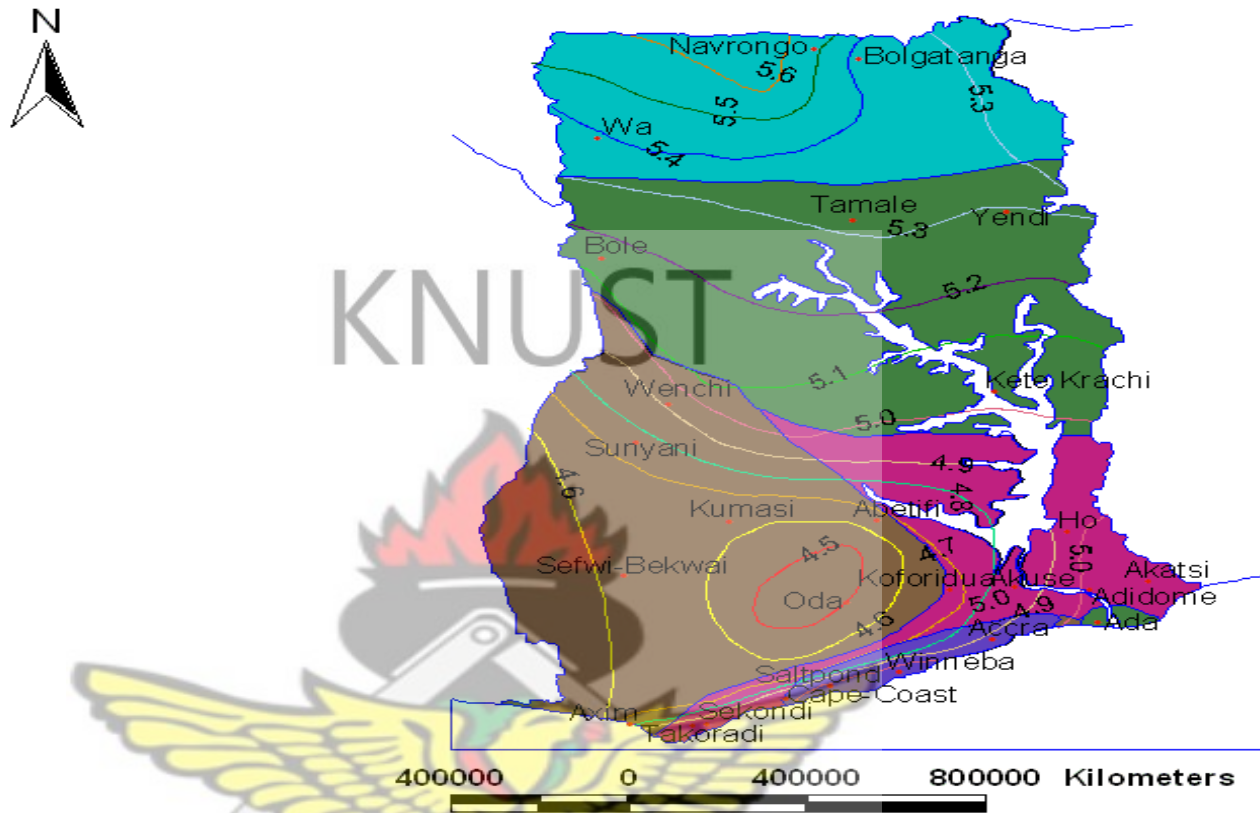 N
Navrongo
Bolgatanga
5.6
5.5
5.3
Wa
5.4
Tamale
Yendi
5.3
Bole
5.2
KNUST
5.1
Kete Krachi
Wenchi
5.0
Sunyani
4.9
4.6
4.8
Kumasi
Abetifi
Ho
4.7
4.5
5.0
Sefwi-Bekwai
Koforidua
Akuse
Akatsi
Oda
5.0
4.9
Adidome
4.6
Accra
Ada
Saltpond
Winneba
Cape-Coast
Axim
Sekondi
Takoradi
400000 0 400000 800000 Kilometers